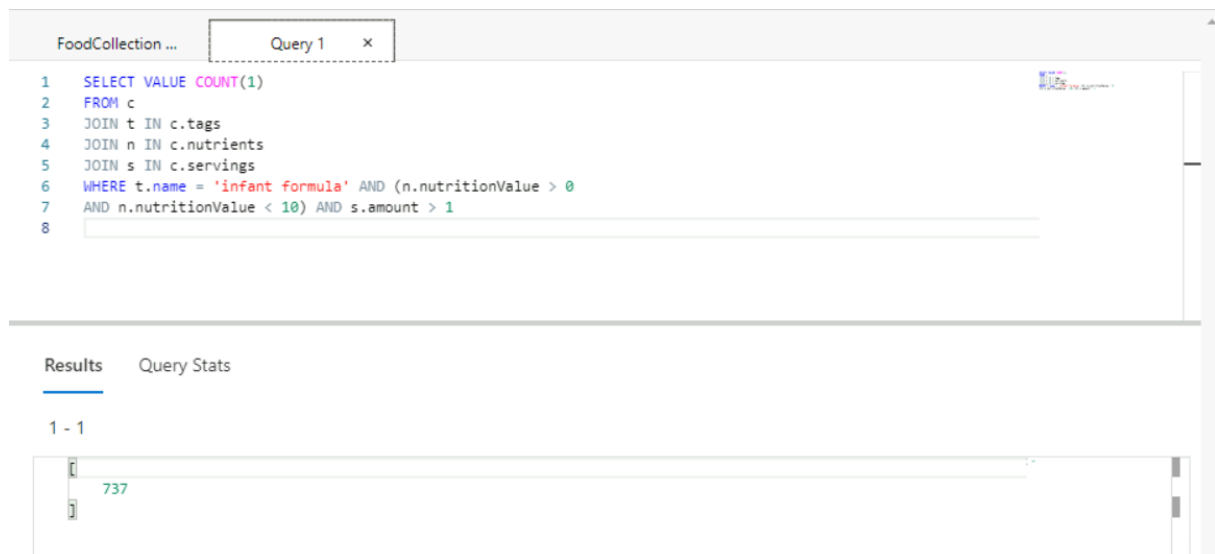 FoodCollection ... Query 1 ×
1 SELECT VALUE COUNT(1)
2 FROM c
3 JOIN t IN c.tags
4 JOIN n IN c.nutrients
5 JOIN s IN c.servings
6 WHERE t.name = 'infant formula' AND (n.nutritionValue > 0
7 AND n.nutritionValue < 10) AND s.amount > 1
8
Results Query Stats
1 - 1
[
737
]